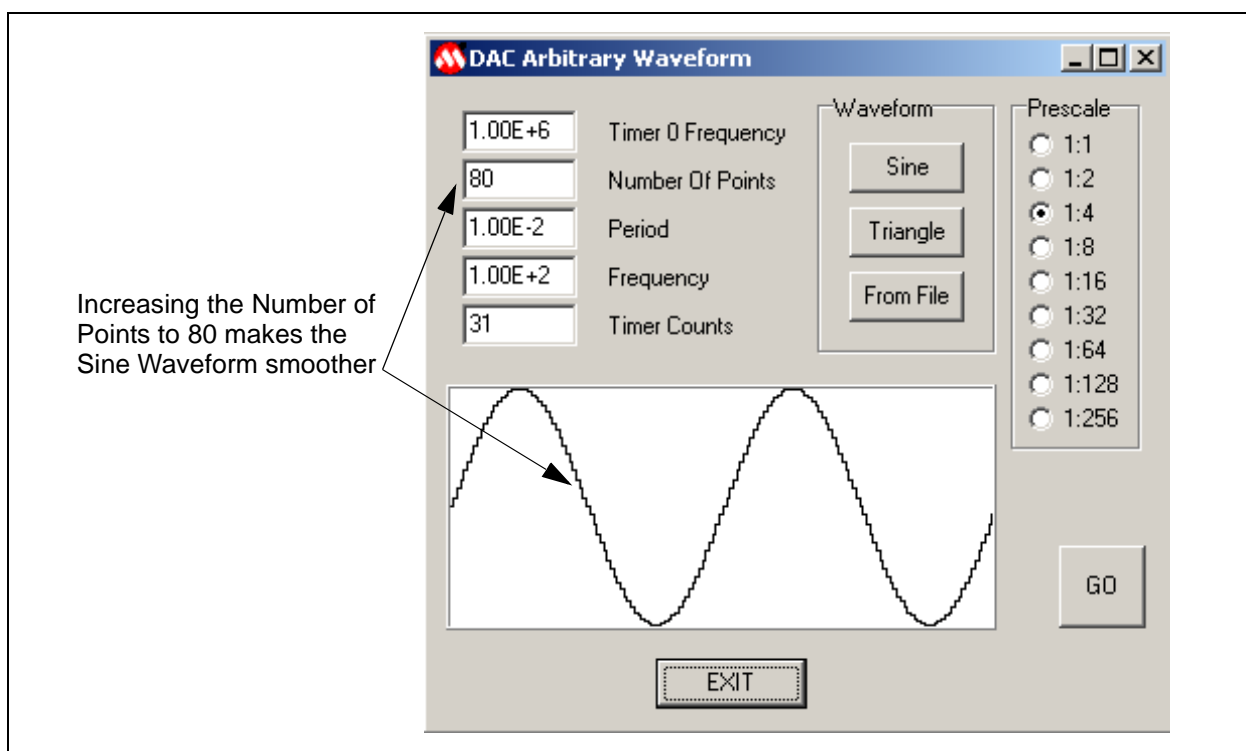 DAC Arbitrary Waveform
1.00E+6 Timer 0 Frequency
80 Number Of Points
1.00E-2 Period
1.00E+2 Frequency
31 Timer Counts
Waveform
Sine
Triangle
From File
Prescale
1:1
1:2
1:4
1:8
1:16
1:32
1:64
1:128
1:256
Increasing the Number of
Points to 80 makes the
Sine Waveform smoother
GO
EXIT